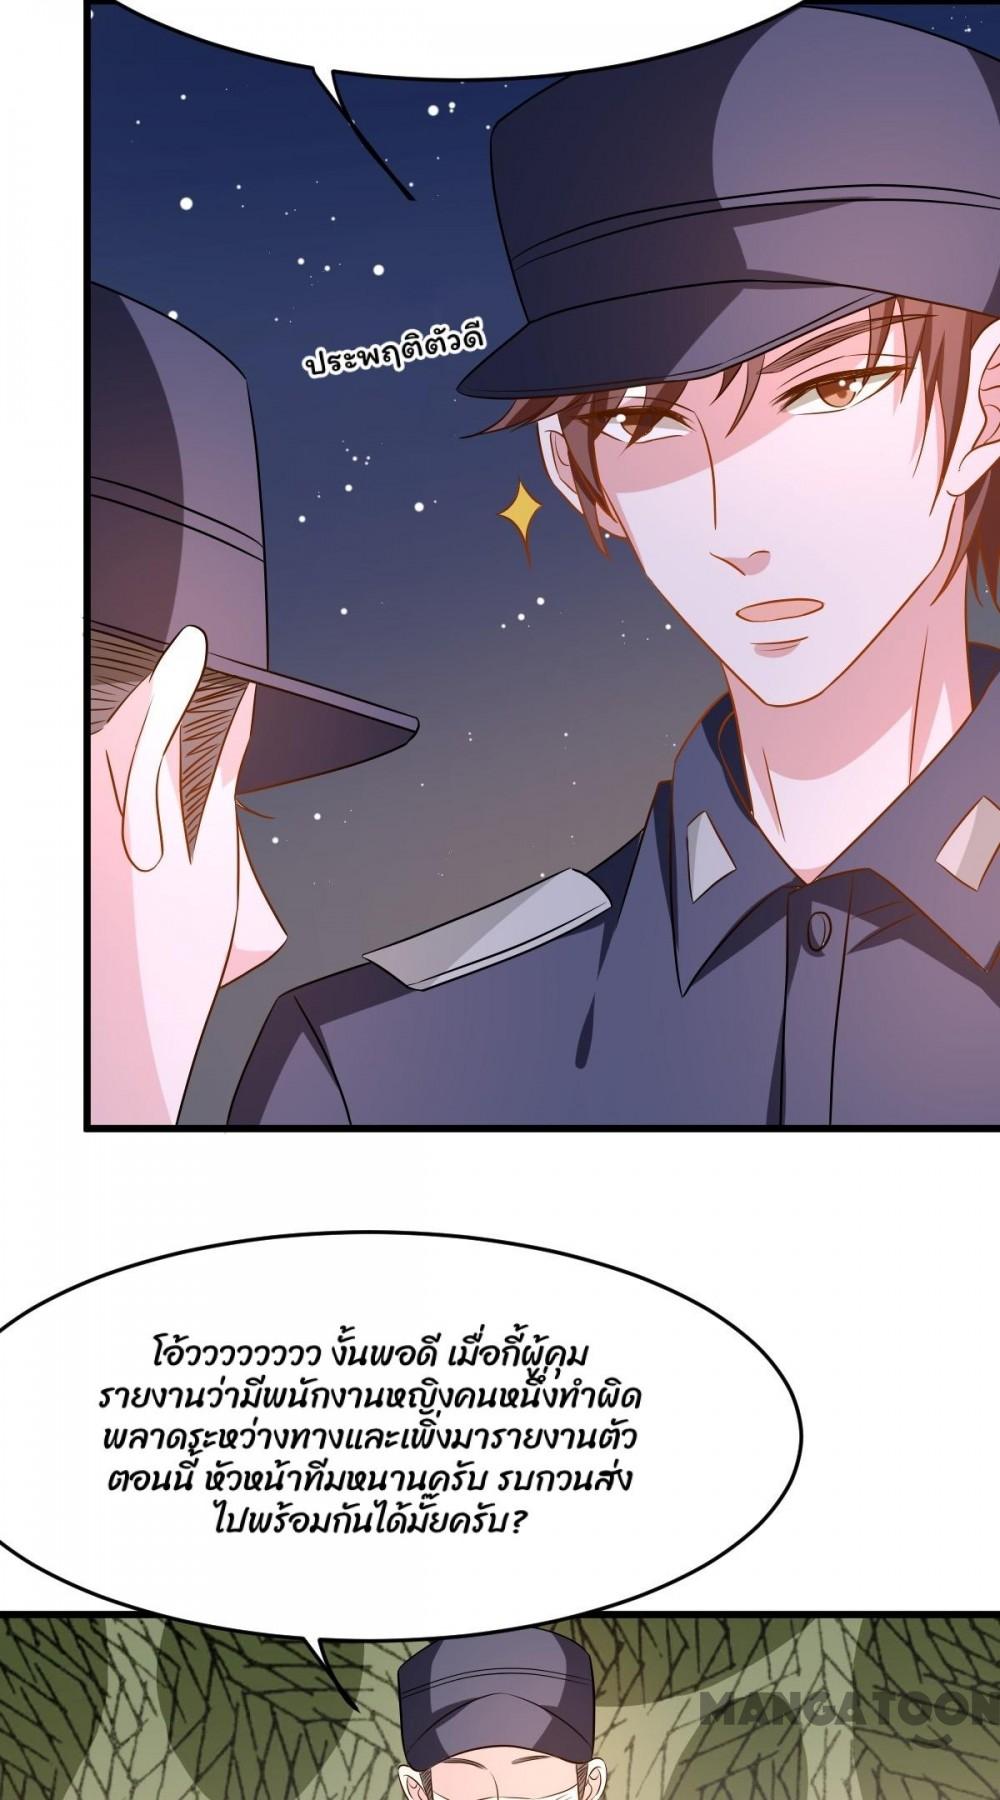 ประพฤติตัวดี
โอ้วววววววว งั้นพอดี เมื่อกี้ผู้คุม
รายงานว่ามีพนักงานหญิงคนหนึ่งทำผิด
พลาดระหว่างทางและเพิ่งมารายงานตัว
ตอนนี้ หัวหน้าทีมหนานครับ รบกวนส่ง
ไปพร้อมกันได้มั๊ยครับ?
MANGATOON